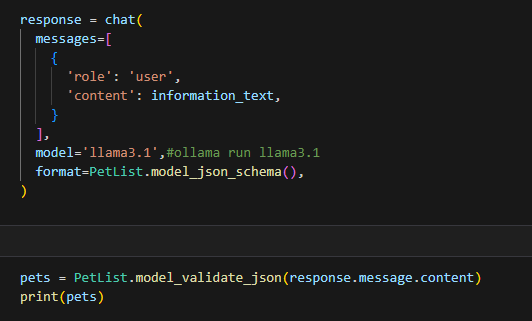 response = chat(
  messages=[
    {
      'role': 'user',
      'content': information_text,
    }
  ],
  model='llama3.1',#ollama run llama3.1
  format=PetList.model_json_schema(),
)
pets = PetList.model_validate_json(response.message.content)
print(pets)